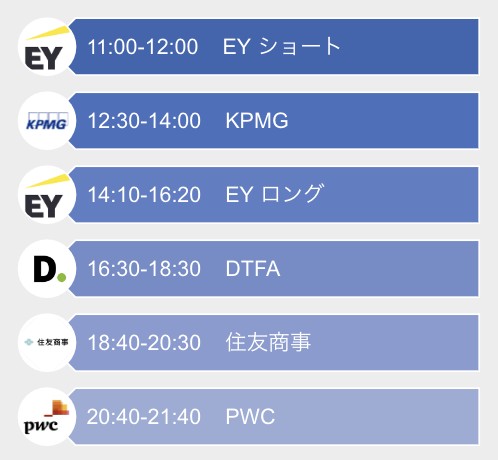 EY 11:00-12:00 EY ショート
KPMG 12:30-14:00 KPMG
EY 14:10-16:20 EY ロング
D. 16:30-18:30 DTFA
住友商事 18:40-20:30 住友商事
pwc 20:40-21:40 PWC